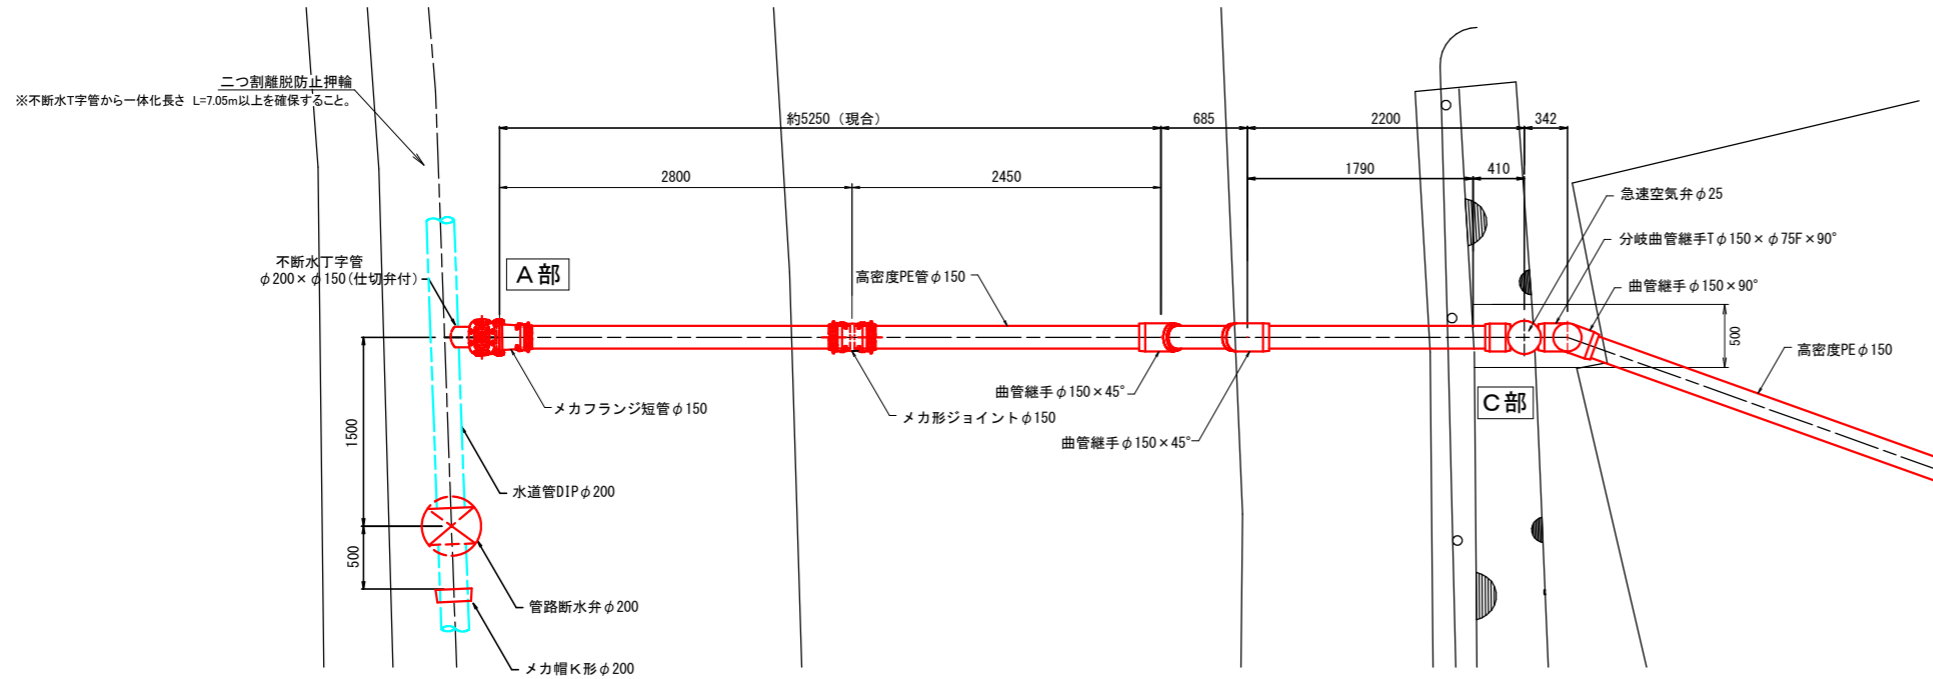 二つ割離脱防止押輪
※不断水T字管から一体化長さ L=7.05m以上を確保すること。
約5250（現合）
685
2200
342
2800
2450
1790
410
急速空気弁φ25
分岐曲管継手Tφ150×φ75F×90°
曲管継手φ150×90°
不断水丁字管
φ200×φ150(仕切弁付)
A部
高密度PE管φ150
500
高密度PEφ150
曲管継手φ150×45°
C部
メカフランジ短管φ150
メカ形ジョイントφ150
曲管継手φ150×45°
1500
水道管DIPφ200
500
管路断水弁φ200
メカ帽K形φ200